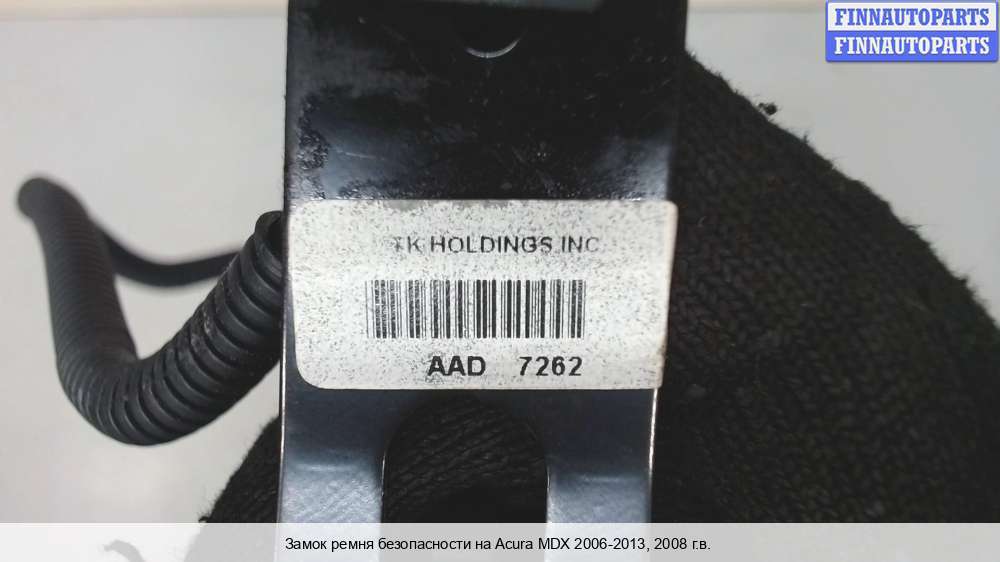 FINNAUTOPARTS
FINNAUTOPARTS
TK HOLDINGS INC
AAD 7262
Замок ремня безопасности на Acura MDX 2006-2013, 2008 г.в.